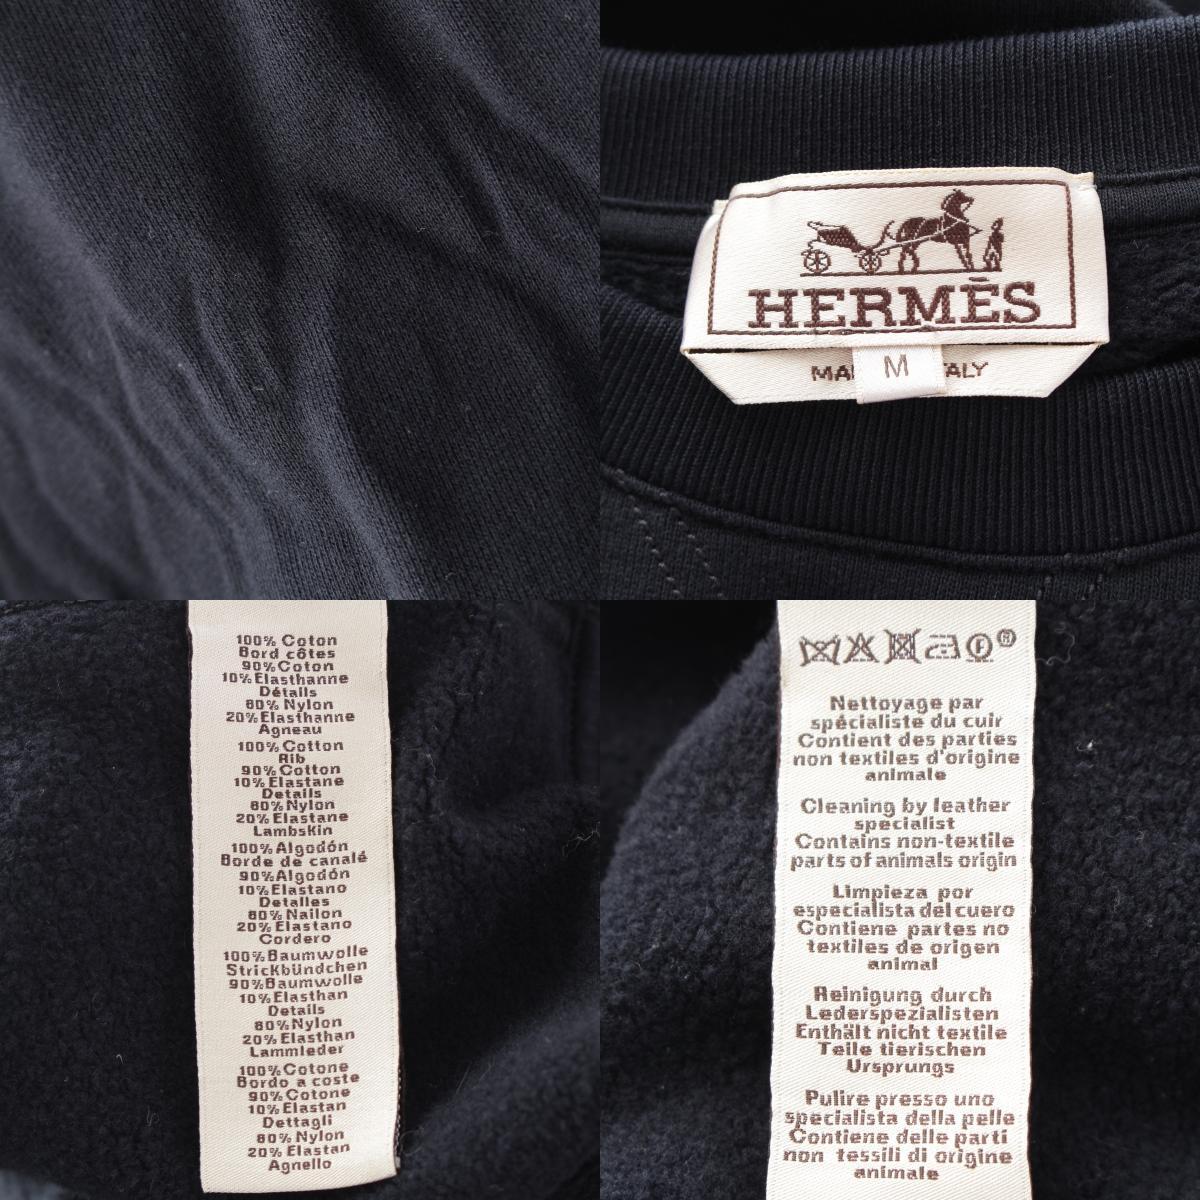 HERMÈS
M
100% Coton
Bord côtes
90% Coton
10% Elasthanne
Détails
80% Nylon
20% Elasthanne
Agneau
100% Cotton
Rib
90% Cotton
10% Elastane
Details
80% Nylon
20% Elastane
Lambskin
100% Algodón
Borde de canalé
90% Algodón
10% Elastano
Detalles
80% Nailon
20% Elastano
Cordero
100% Baumwolle
Strickbündchen
90% Baumwolle
10% Elasthan
Details
80% Nylon
20% Elasthan
Lammleder
100% Cotone
Bordo a coste
90% Cotone
10% Elastan
Dettagli
80% Nylon
20% Elastan
Agnello
Nettoyage par
spécialiste du cuir
Contient des parties
non textiles d'origine
animale
Cleaning by leather
specialist
Contains non-textile
parts of animals origin
Limpieza por
especialista del cuero
Contiene partes no
textiles de origen
animal
Reinigung durch
Lederspezialisten
Enthält nicht textile
Teile tierischen
Ursprungs
Pulire presso uno
specialista della pelle
Contiene delle parti
non tessili di origine
animale